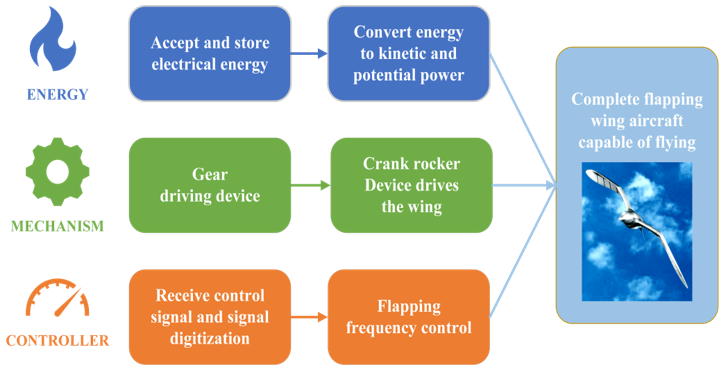 ENERGY
Accept and store
electrical energy
Convert energy
to kinetic and
potential power
MECHANISM
Gear
driving device
Crank rocker
Device drives
the wing
CONTROLLER
Receive control
signal and signal
digitization
Flapping
frequency control
Complete flapping
wing aircraft
capable of flying